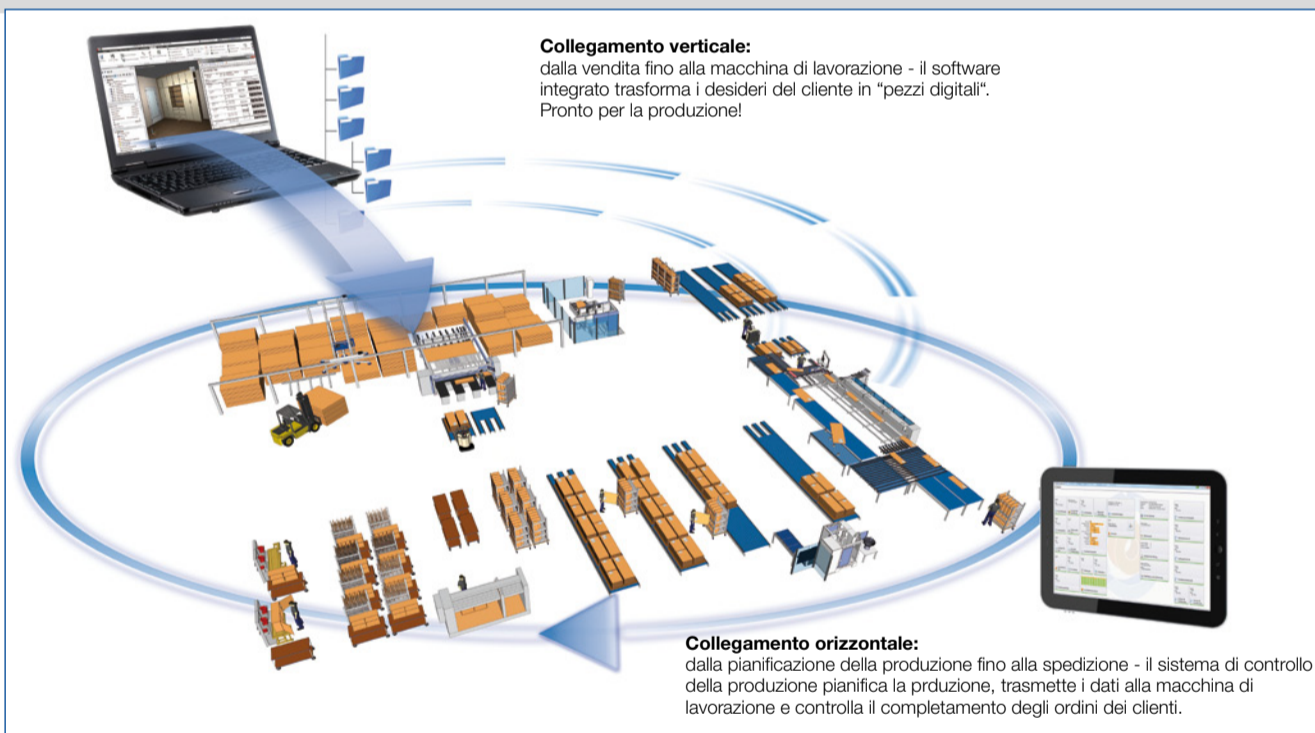 Collegamento verticale:
dalla vendita fino alla macchina di lavorazione - il software
integrato trasforma i desideri del cliente in “pezzi digitali“.
Pronto per la produzione!
Collegamento orizzontale:
dalla pianificazione della produzione fino alla spedizione - il sistema di controllo
della produzione pianifica la prduzione, trasmette i dati alla macchina di
lavorazione e controlla il completamento degli ordini dei clienti.